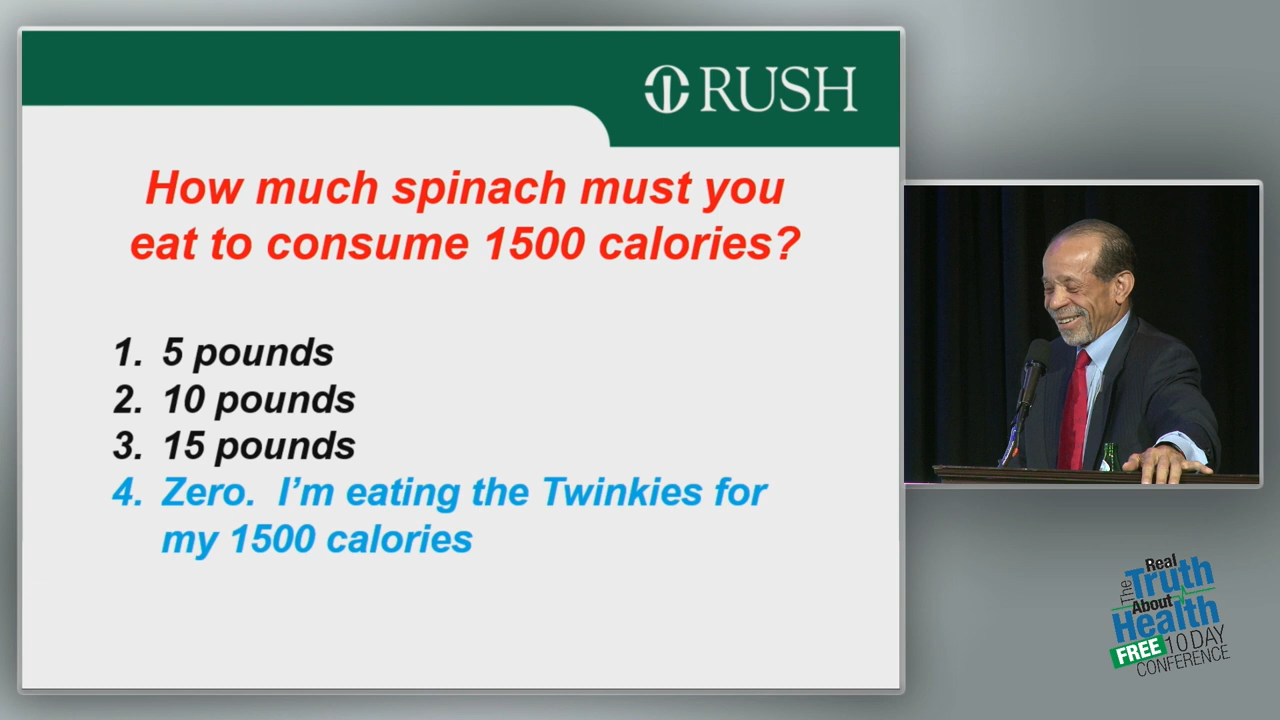 RUSH
How much spinach must you
eat to consume 1500 calories?
1. 5 pounds
2. 10 pounds
3. 15 pounds
4. Zero. I'm eating the Twinkies for
my 1500 calories
The Real
Truth
About
Health
FREE 10 DAY
CONFERENCE